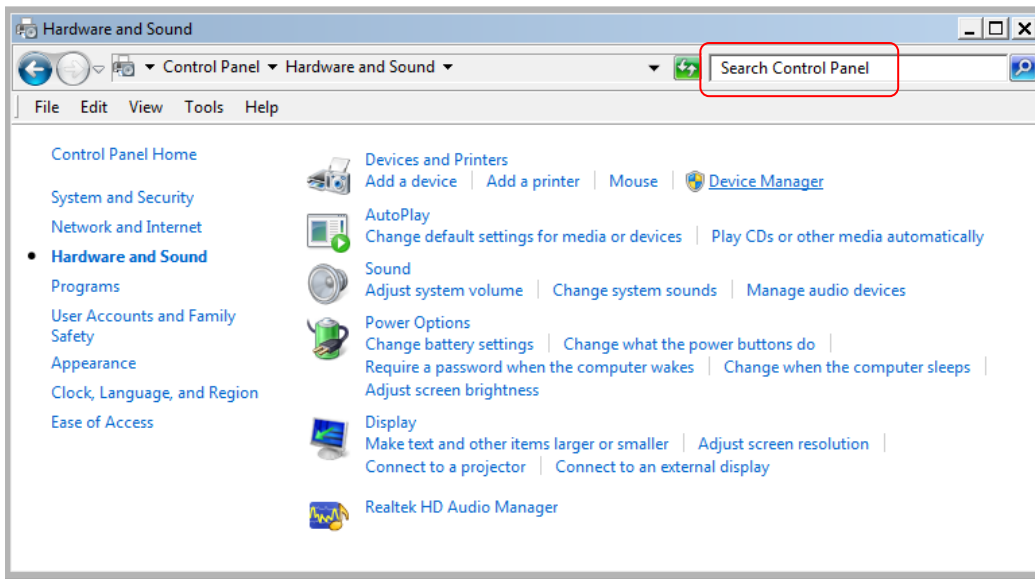 Hardware and Sound
Control Panel Hardware and Sound Search Control Panel
File Edit View Tools Help
Control Panel Home
System and Security
Network and Internet
Hardware and Sound
Programs
User Accounts and Family
Safety
Appearance
Clock, Language, and Region
Ease of Access
Devices and Printers
Add a device Add a printer Mouse Device Manager
AutoPlay
Change default settings for media or devices Play CDs or other media automatically
Sound
Adjust system volume Change system sounds Manage audio devices
Power Options
Change battery settings Change what the power buttons do
Require a password when the computer wakes Change when the computer sleeps
Adjust screen brightness
Display
Make text and other items larger or smaller Adjust screen resolution
Connect to a projector Connect to an external display
Realtek HD Audio Manager